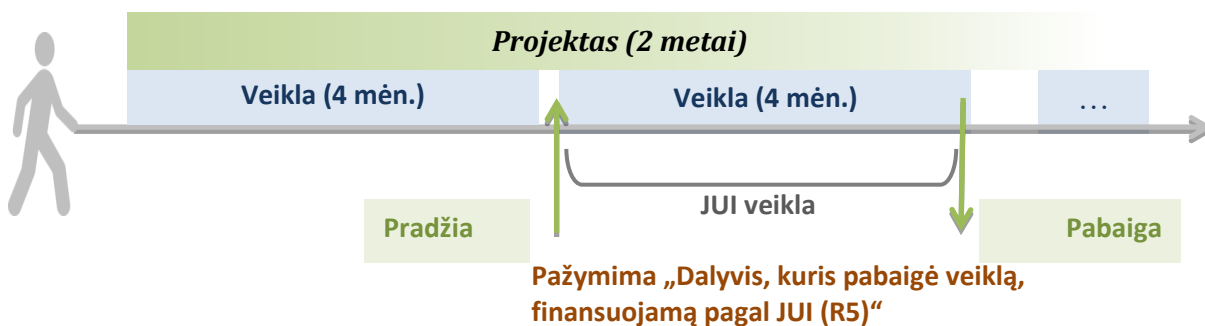 Projektas (2 metai)
Veikla (4 mėn.)
Veikla (4 mėn.)
...
JUI veikla
Pradžia
Pabaiga
Pažymima „Dalyvis, kuris pabaigė veiklą,
finansuojamą pagal JUI (R5)“